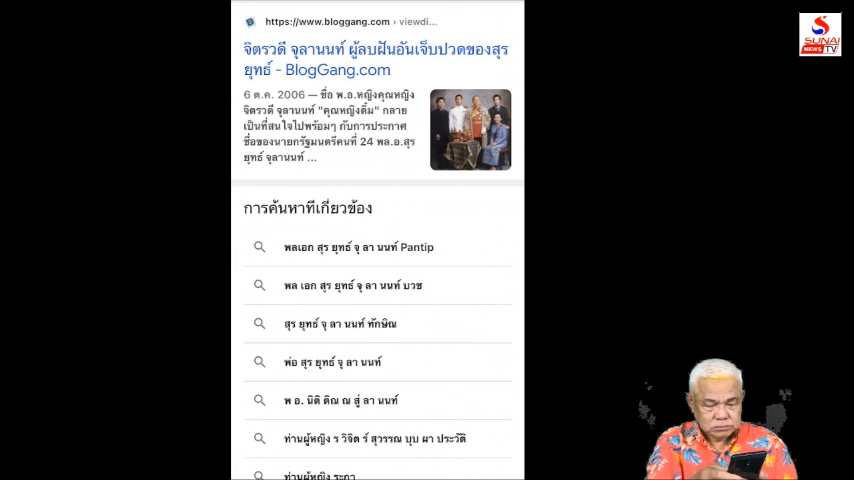 https://www.bloggang.com › viewdi...
จิตรวดี จุลานนท์ ผู้ลบฝันอันเจ็บปวดของสุร
ยุทธ์ - BlogGang.com
6 ต.ค. 2006 — ชื่อ พ.อ.หญิงคุณหญิง
จิตรวดี จุลานนท์ "คุณหญิงติ๋ม" กลาย
เป็นที่สนใจไปพร้อมๆ กับการประกาศ
ชื่อของนายกรัฐมนตรีคนที่ 24 พล.อ.สุร
ยุทธ์ จุลานนท์ ...
การค้นหาที่เกี่ยวข้อง
พลเอก สุร ยุทธ์ จุ ลา นนท์ Pantip
พล เอก สุร ยุทธ์ จุ ลา นนท์ บวช
สุร ยุทธ์ จุ ลา นนท์ ทักษิณ
พ่อ สุร ยุทธ์ จุ ลา นนท์
พ อ. นิติ ติณ ณ สู่ ลา นนท์
ท่านผู้หญิง ร วิจิต ร์ สุวรรณ บุบ ผา ประวัติ
ท่านผู้หญิง ระกา
SUNAI
NEWS TV